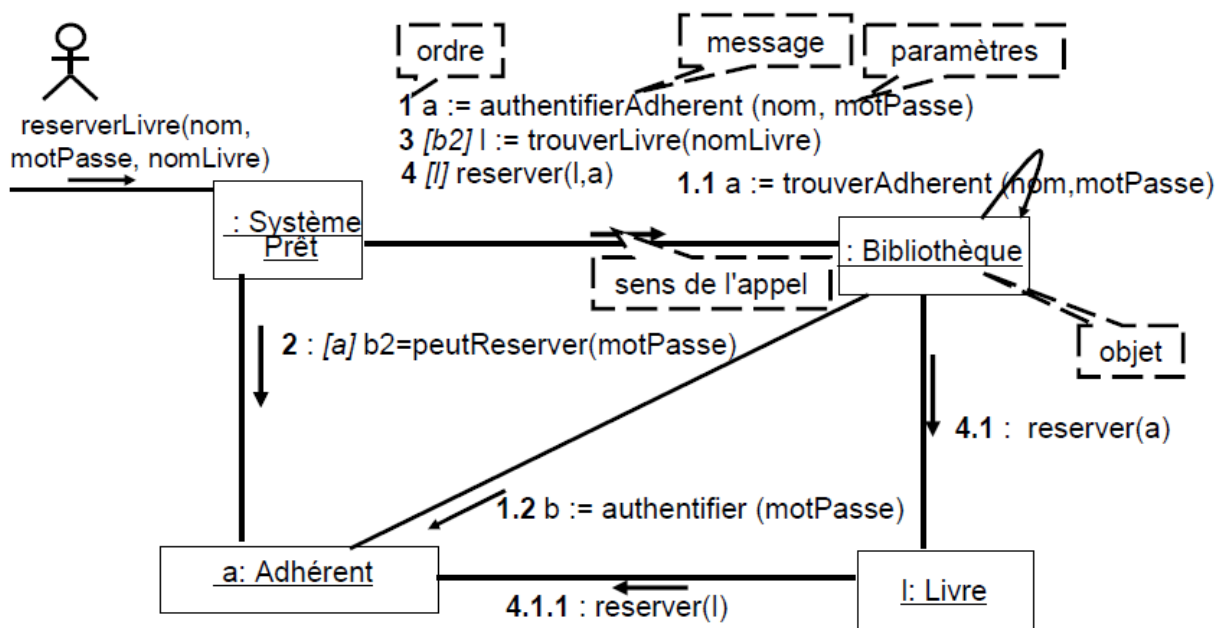 ordre
message
paramètres
1 a := authentifierAdherent (nom, motPasse)
reserverLivre(nom,
motPasse, nomLivre)
3 [b2] l := trouverLivre(nomLivre)
4 [l] reserver(l,a)
1.1 a := trouverAdherent (nom,motPasse)
: Système
Prêt
: Bibliothèque
sens de l'appel
2 : [a] b2=peutReserver(motPasse)
objet
4.1 : reserver(a)
1.2 b := authentifier (motPasse)
a: Adhérent
l: Livre
4.1.1 : reserver(l)